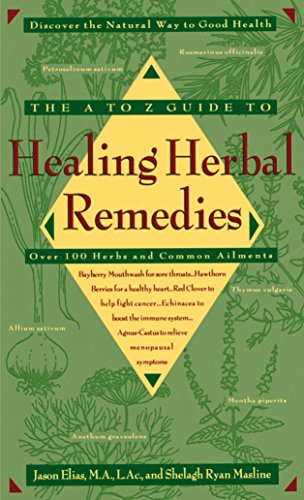 Discover the Natural Way to Good Health
Rosmarinus officinalis
Petroselinum sativum
THE A TO Z GUIDE TO
Healing Herbal
Remedies
Over 100 Herbs and Common Ailments
Bayberry Mouthwash for sore throats...Hawthorn
Berries for a healthy heart...Red Clover to
help fight cancer...Echinacea to
boost the immune system...
Agnus-Castus to relieve
menopausal
symptoms
Thymus vulgaris
Allium sativum
Mentha piperita
Anethum graveolens
Jason Elias, M.A., L.Ac., and Shelagh Ryan Masline